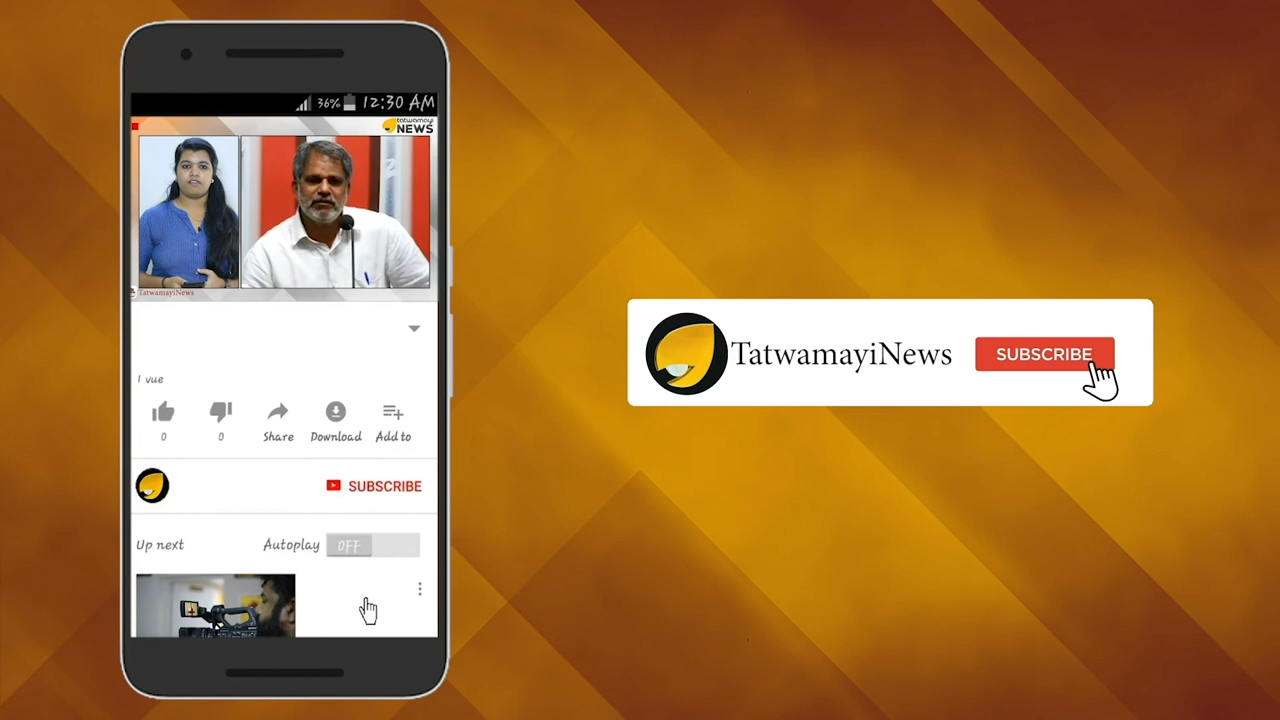 36% 12:30 AM
tatwamayi
NEWS
TatwamayiNews
1 vue
0 0 Share Download Add to
SUBSCRIBE
Up next Autoplay OFF
TatwamayiNews SUBSCRIBE